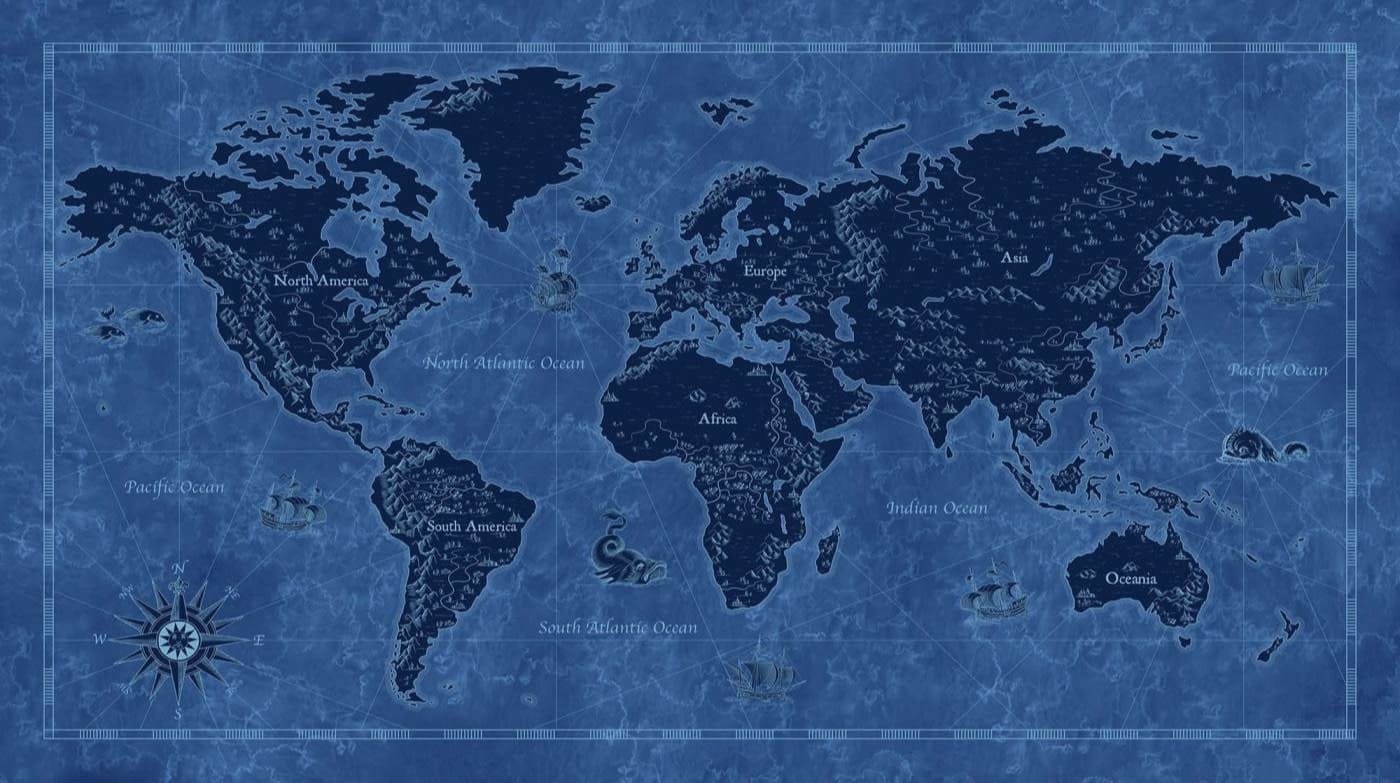 Asia
Europe
North America
North Atlantic Ocean
Pacific Ocean
Africa
Pacific Ocean
Indian Ocean
South America
N
Oceania
South Atlantic Ocean
W
E
S